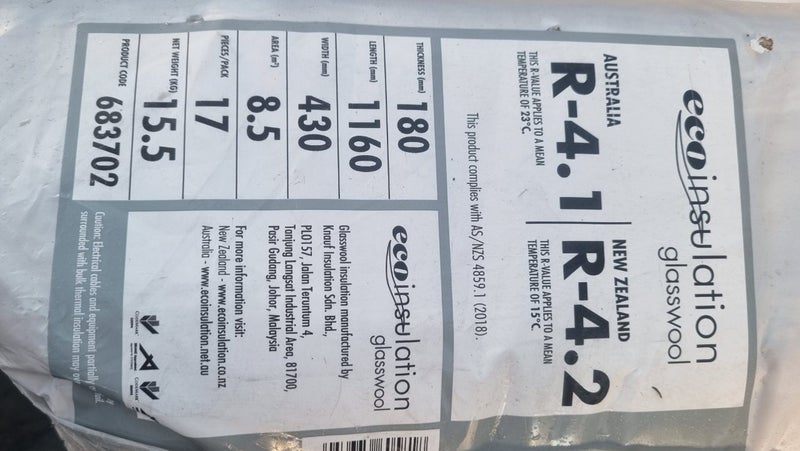 ecoinsulation
glasswool
AUSTRALIA
R-4.1
THIS R-VALUE APPLIES TO A MEAN
TEMPERATURE OF 23°C.
NEW ZEALAND
R-4.2
THIS R-VALUE APPLIES TO A MEAN
TEMPERATURE OF 15°C.
This product complies with AS/NZS 4859.1 (2018).
THICKNESS (mm) 180
LENGTH (mm) 1160
WIDTH (mm) 430
AREA (m²) 8.5
PIECES/PACK 17
NET WEIGHT (KG) 15.5
PRODUCT CODE 683702
ecoinsulation
glasswool
Glasswool insulation manufactured by
Knauf Insulation Sdn. Bhd.,
PLO157, Jalan Teruntum 4,
Tanjung Langsat Industrial Area, 81700,
Pasir Gudang, Johor, Malaysia
For more information visit:
New Zealand - www.ecoinsulation.co.nz
Australia - www.ecoinsulation.net.au
Caution: Electrical cables and equipment partially
surrounded with bulk thermal insulation may